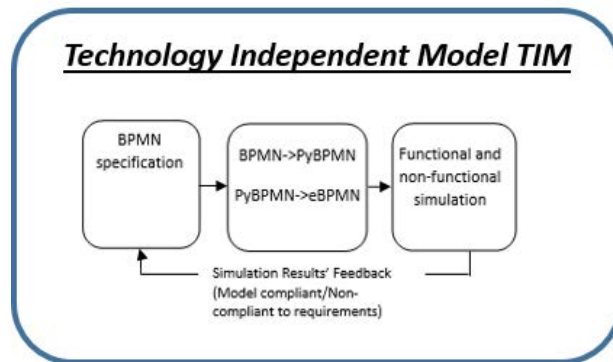 Technology Independent Model TIM
BPMN
specification
BPMN->PyBPMN
PyBPMN->eBPMN
Functional and
non-functional
simulation
Simulation Results' Feedback
(Model compliant/Non-
compliant to requirements)